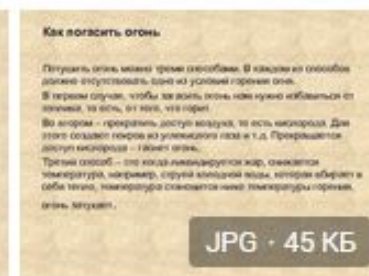 Как погасить огонь
Потушить огонь можно тремя способами. В каждом из способов
должно отсутствовать одно из условий горения огня.
В первом случае, чтобы загасить огонь нам нужно избавиться от
топлива, то есть, от того, что горит.
Во втором – прекратить доступ воздуха, то есть кислорода. Для
этого создают покров из углекислого газа и т.д. Прекращается
доступ кислорода – гаснет огонь.
Третий способ – это когда ликвидируется жар, снижается
температура, например, струей холодной воды, которая вбирает в
себя тепло, температура становится ниже температуры горения,
огонь потухает.
JPG · 45 КБ